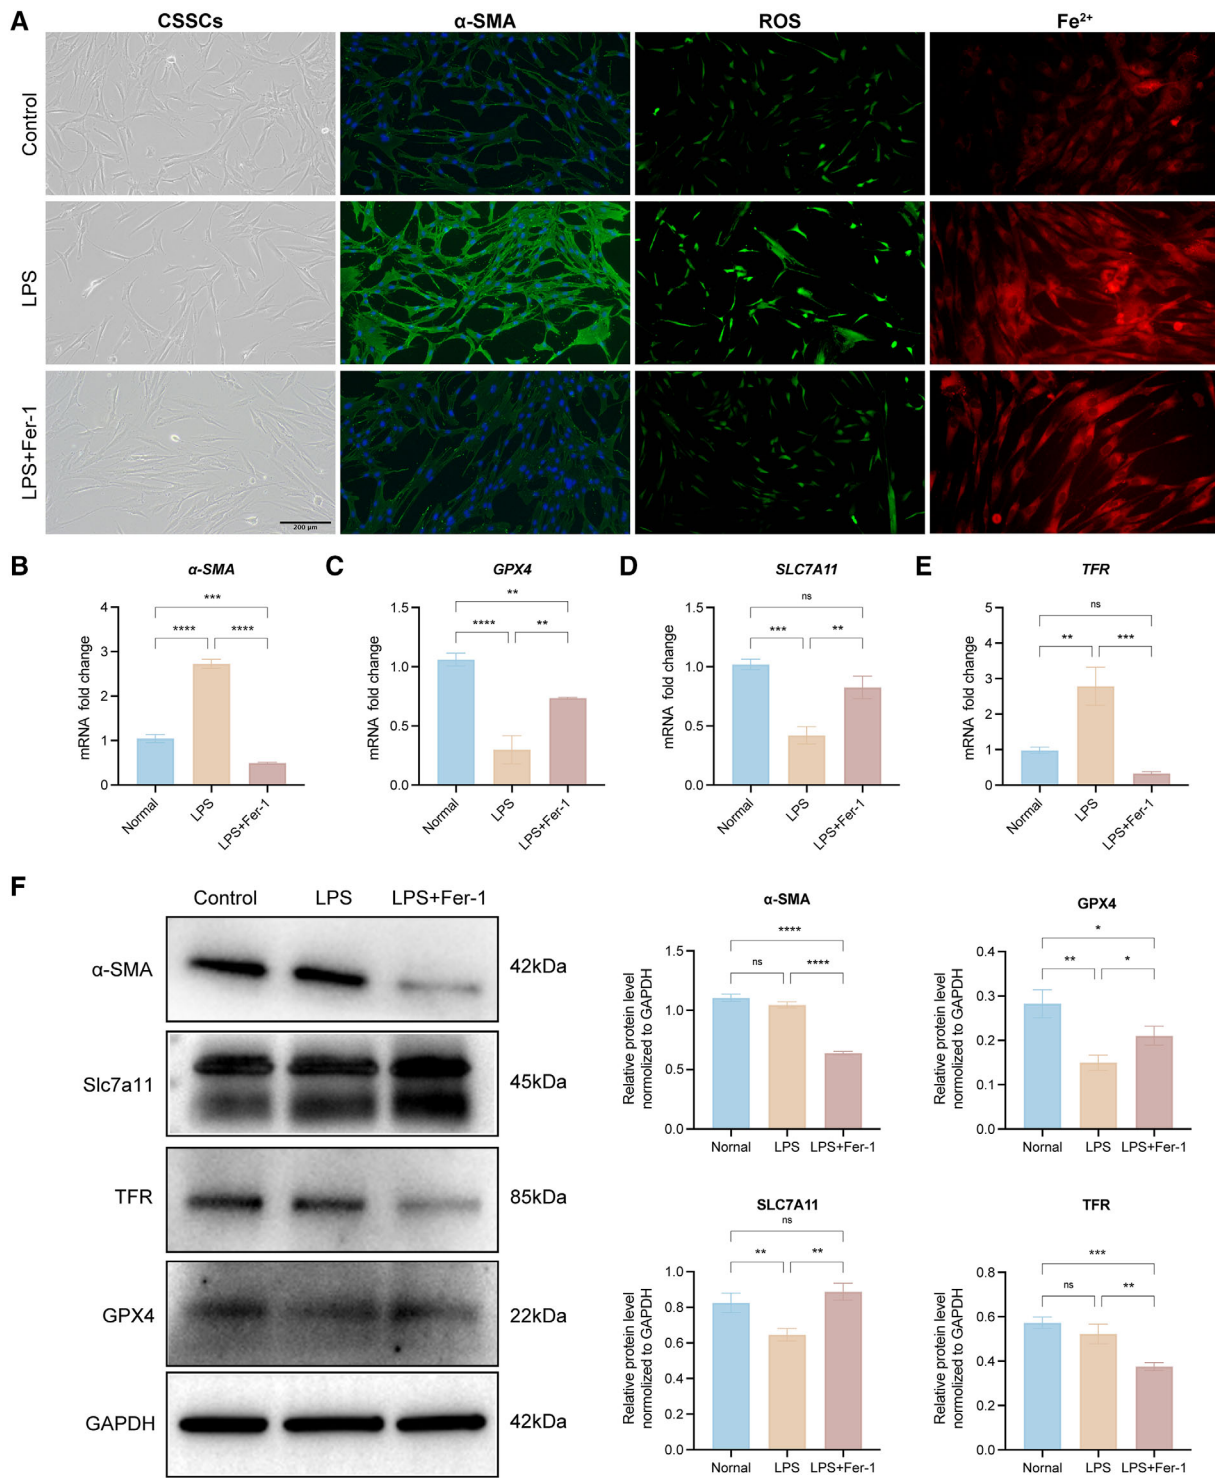 A
CSSCs α-SMA ROS Fe²⁺
Control
LPS
LPS+Fer-1
200 μm
B C D E
α-SMA GPX4 SLC7A11 TFR
*** ** ns ns
**** **** **** ** *** ** ** ***
mRNA fold change
4
3
2
1
0
Normal LPS LPS+Fer-1
mRNA fold change
1.5
1.0
0.5
0.0
Normal LPS LPS+Fer-1
mRNA fold change
1.5
1.0
0.5
0.0
Normal LPS LPS+Fer-1
mRNA fold change
5
4
3
2
1
0
Normal LPS LPS+Fer-1
F
Control LPS LPS+Fer-1
α-SMA 42kDa
Slc7a11 45kDa
TFR 85kDa
GPX4 22kDa
GAPDH 42kDa
α-SMA
****
ns ****
Relative protein level
normolized to GAPDH
1.5
1.0
0.5
0.0
Nornal LPS LPS+Fer-1
GPX4
*
** *
Relative protein level
normolized to GAPDH
0.4
0.3
0.2
0.1
0.0
Nornal LPS LPS+Fer-1
SLC7A11
ns
** **
Relative protein level
normolized to GAPDH
1.0
0.8
0.6
0.4
0.2
0.0
Nornal LPS LPS+Fer-1
TFR
***
ns **
Relative protein level
normolized to GAPDH
0.8
0.6
0.4
0.2
0.0
Nornal LPS LPS+Fer-1